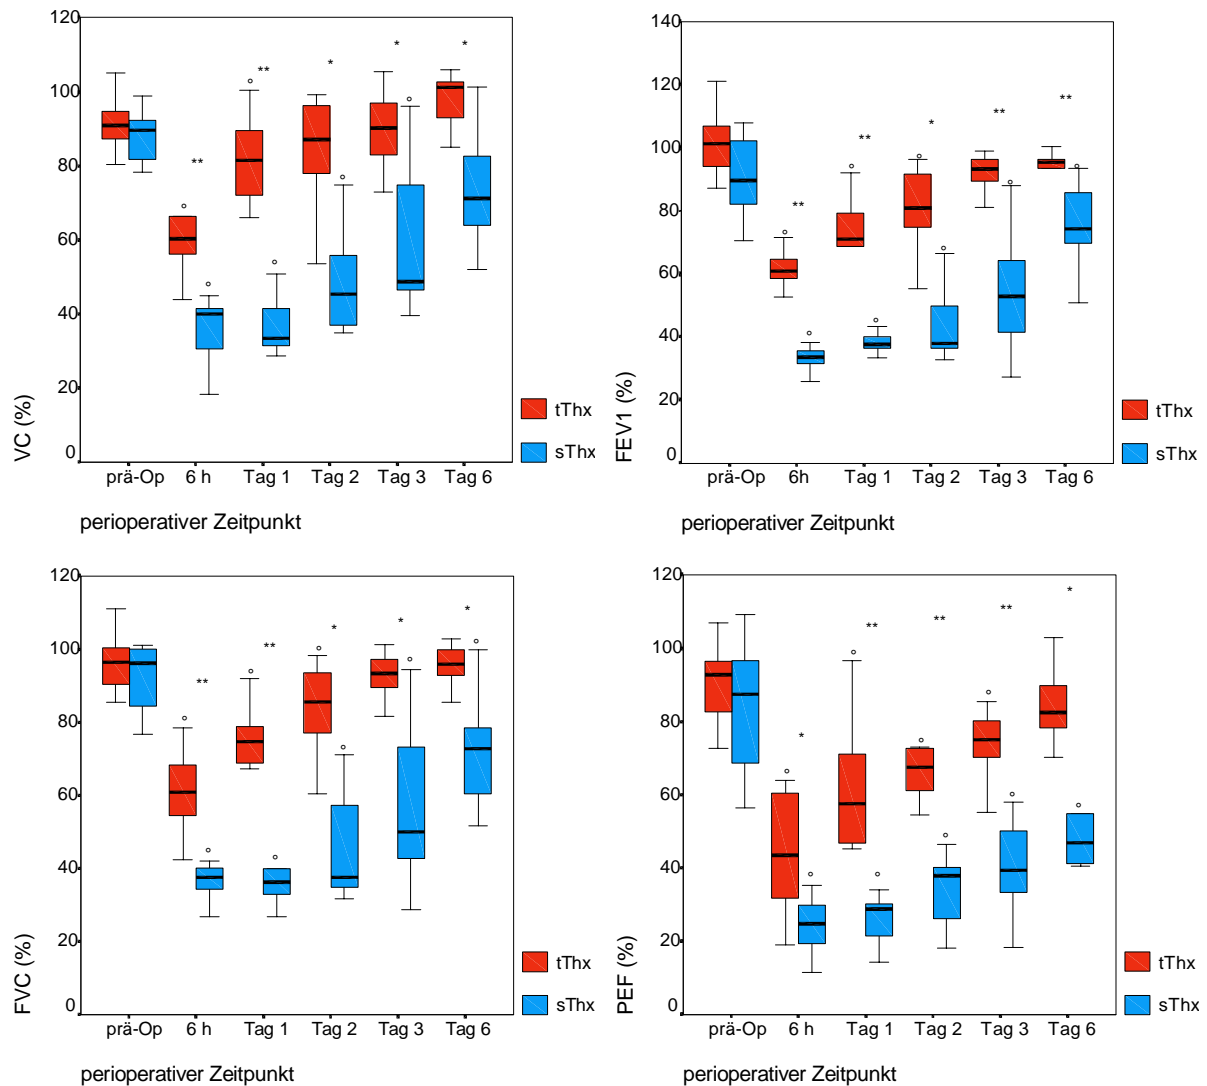 120
100
80
60
40
20
0
VC (%)
**
**
*
*
*
prä-Op 6 h Tag 1 Tag 2 Tag 3 Tag 6
perioperativer Zeitpunkt
tThx
sThx
140
120
100
80
60
40
20
0
FEV1 (%)
**
**
*
**
**
prä-Op 6h Tag 1 Tag 2 Tag 3 Tag 6
perioperativer Zeitpunkt
tThx
sThx
120
100
80
60
40
20
0
FVC (%)
**
**
*
*
*
prä-Op 6 h Tag 1 Tag 2 Tag 3 Tag 6
perioperativer Zeitpunkt
tThx
sThx
120
100
80
60
40
20
0
PEF (%)
*
**
**
**
*
prä-Op 6 h Tag 1 Tag 2 Tag 3 Tag 6
perioperativer Zeitpunkt
tThx
sThx